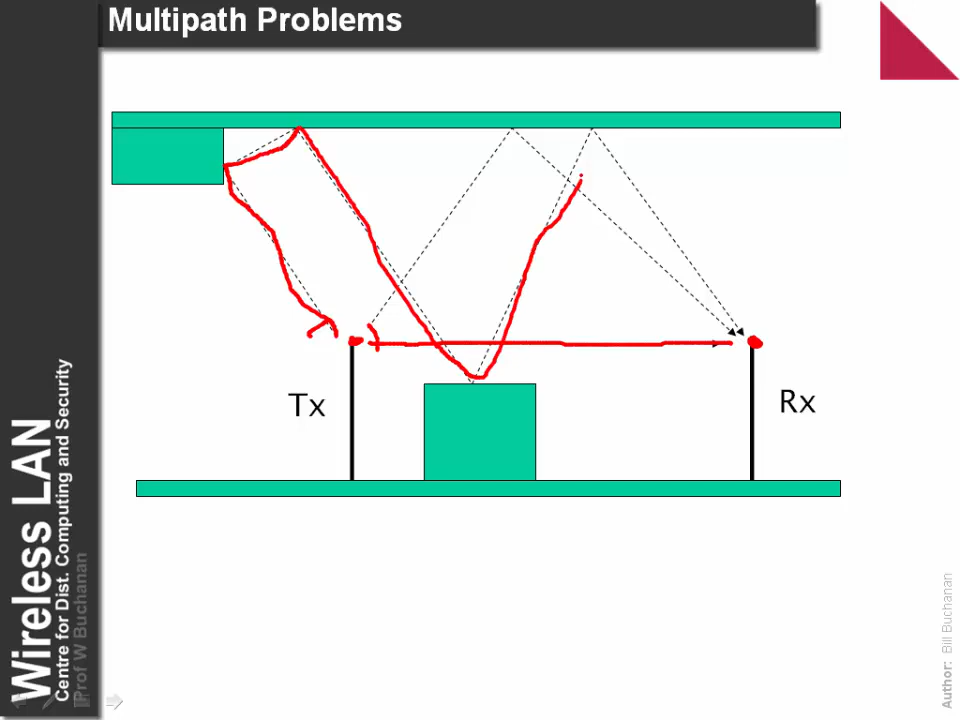 Multipath Problems
Tx
Rx
Wireless LAN
Centre for Dist. Computing and Security
Prof W Buchanan
Author: Bill Buchanan